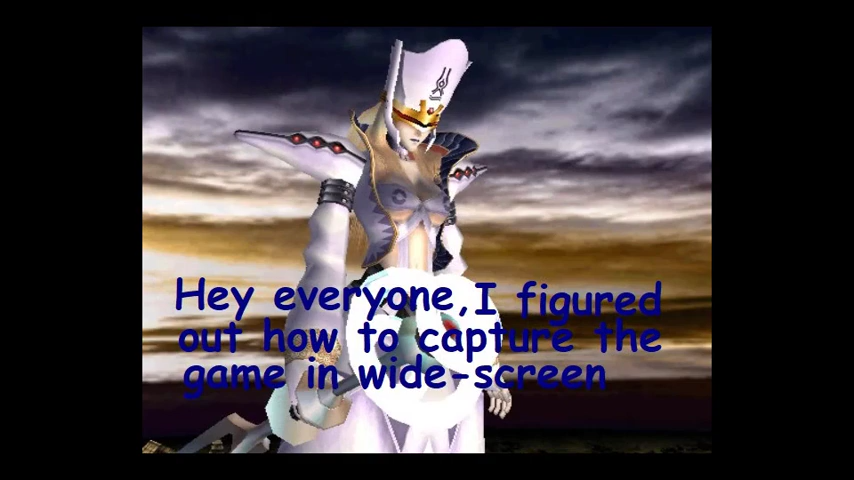 Hey everyone,I figured
out how to capture the
game in wide-screen